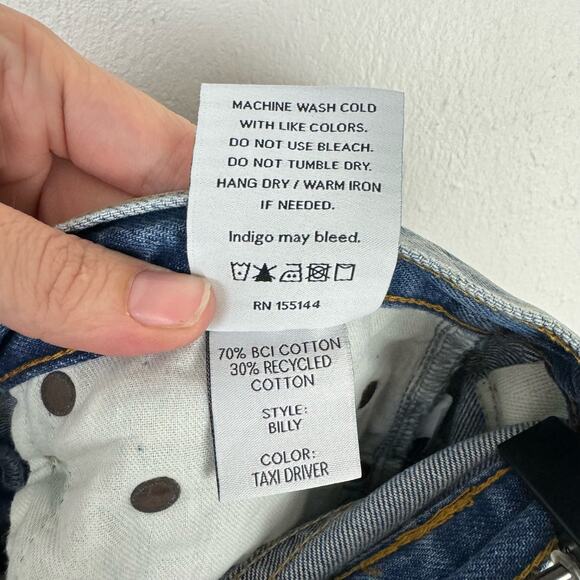 MACHINE WASH COLD
WITH LIKE COLORS.
DO NOT USE BLEACH.
DO NOT TUMBLE DRY.
HANG DRY / WARM IRON
IF NEEDED.
Indigo may bleed.
RN 155144
70% BCI COTTON
30% RECYCLED
COTTON
STYLE:
BILLY
COLOR:
TAXI DRIVER